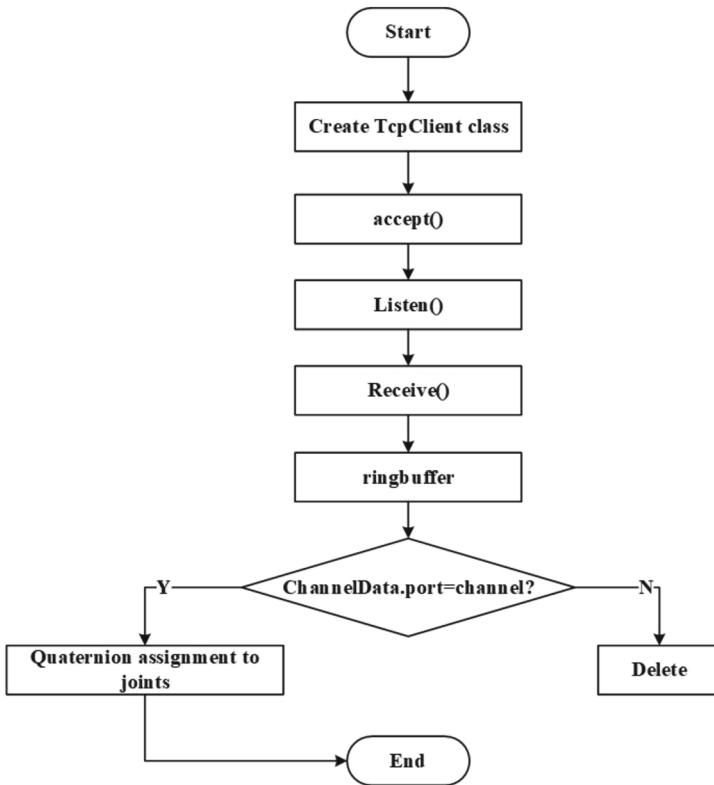 Start
Create TcpClient class
accept()
Listen()
Receive()
ringbuffer
ChannelData.port=channel?
Y
N
Quaternion assignment to
joints
Delete
End